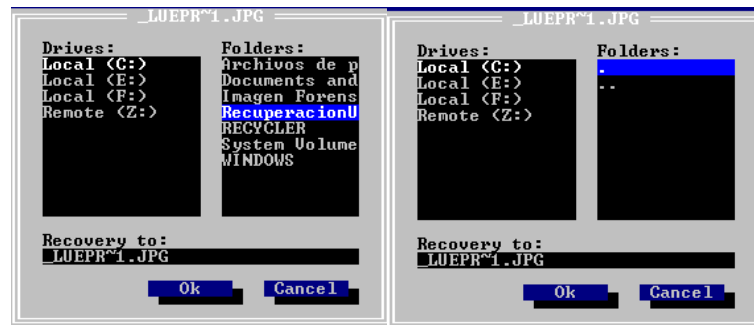 _LUEPR~1.JPG
Drives:
Local (C:)
Local (E:)
Local (F:)
Remote (Z:)
Folders:
Archivos de p
Documents and
Imagen Forens
RecuperacionU
RECYCLER
System Volume
WINDOWS
Recovery to:
_LUEPR~1.JPG
Ok
Cancel
_LUEPR~1.JPG
Drives:
Local (C:)
Local (E:)
Local (F:)
Remote (Z:)
Folders:
.
..
Recovery to:
_LUEPR~1.JPG
Ok
Cancel